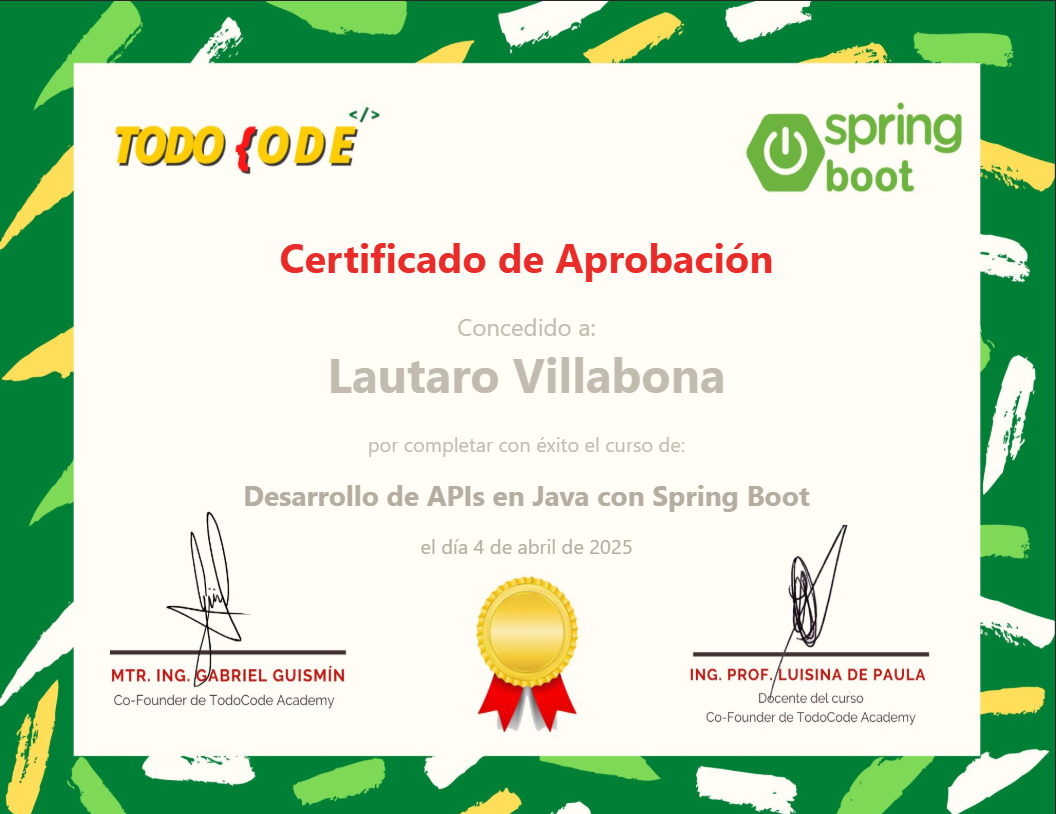 TODO {ODE </>
spring
boot
Certificado de Aprobación
Concedido a:
Lautaro Villabona
por completar con éxito el curso de:
Desarrollo de APIs en Java con Spring Boot
el día 4 de abril de 2025
MTR. ING. GABRIEL GUISMÍN
Co-Founder de TodoCode Academy
ING. PROF. LUISINA DE PAULA
Docente del curso
Co-Founder de TodoCode Academy